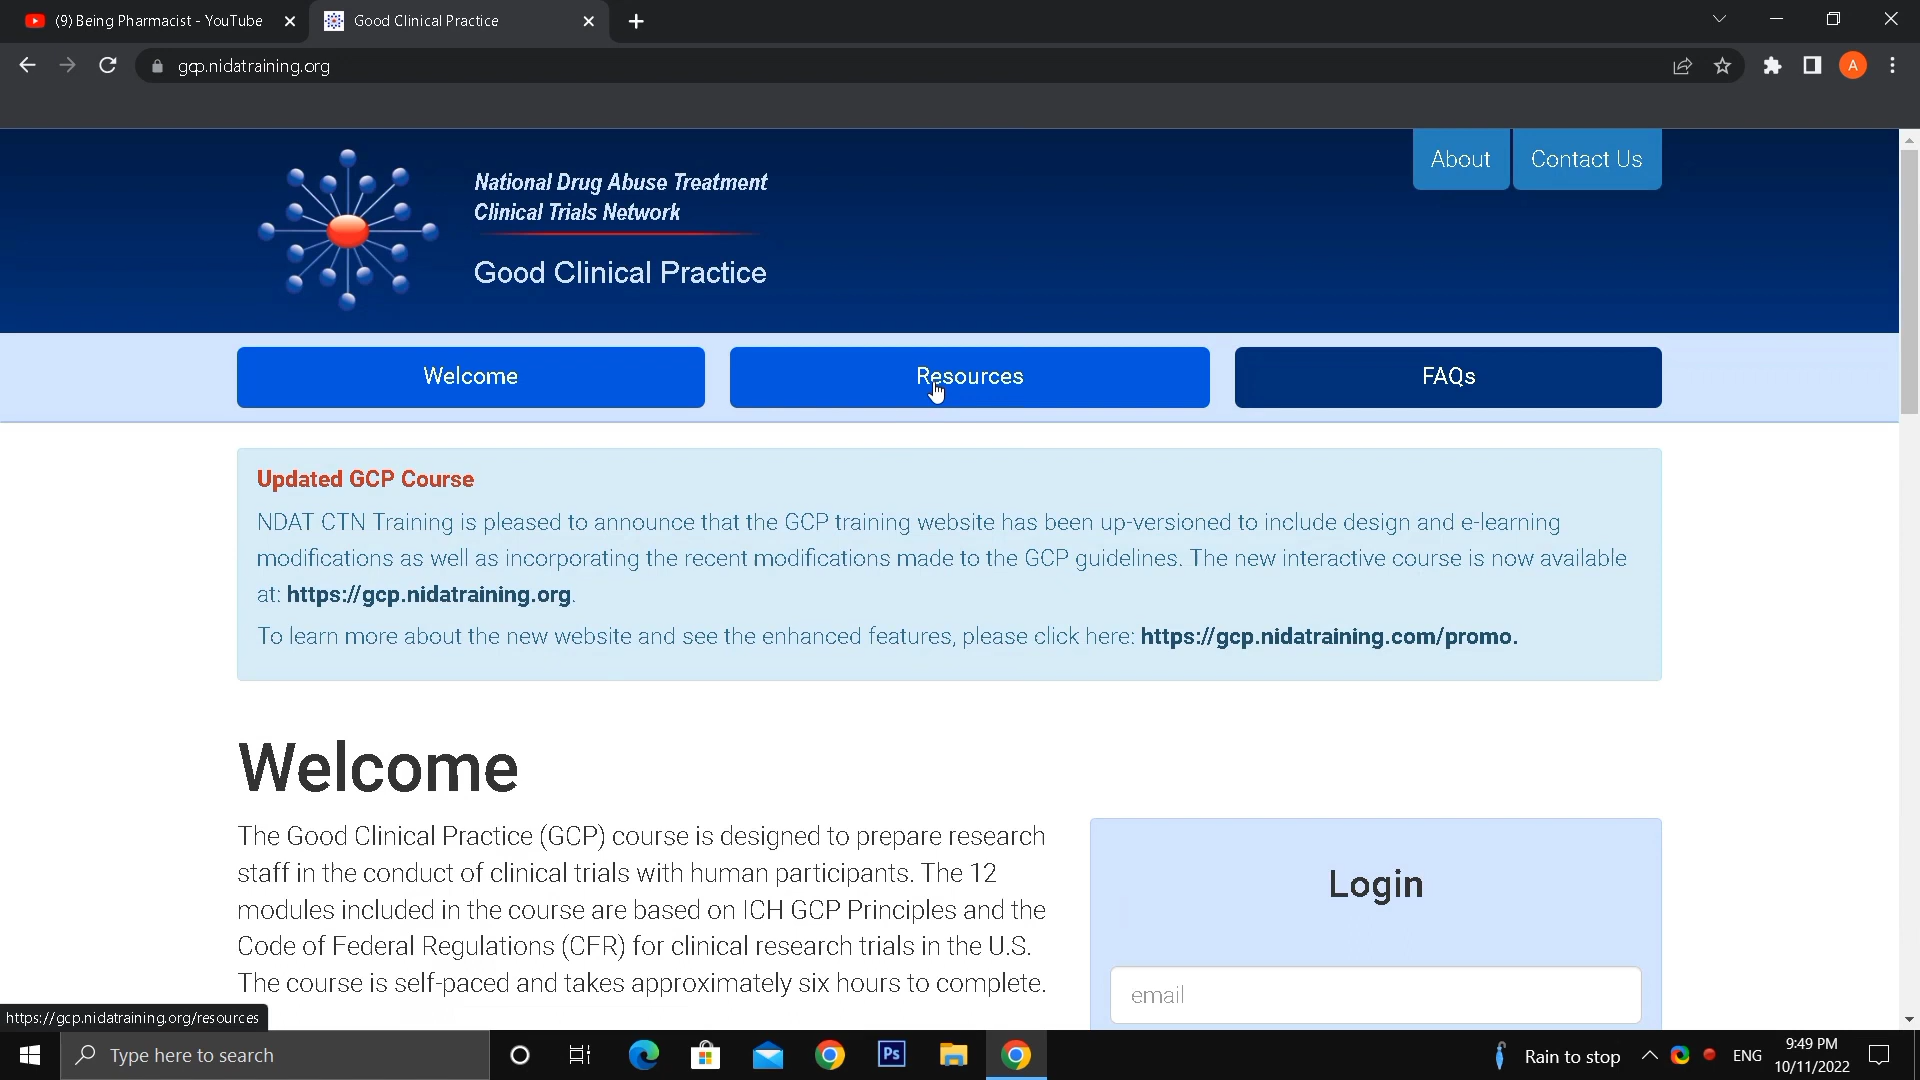 (9) Being Pharmacist - YouTube
Good Clinical Practice
gcp.nidatraining.org
A
About
Contact Us
National Drug Abuse Treatment
Clinical Trials Network
Good Clinical Practice
Welcome
Resources
FAQs
Updated GCP Course
NDAT CTN Training is pleased to announce that the GCP training website has been up-versioned to include design and e-learning
modifications as well as incorporating the recent modifications made to the GCP guidelines. The new interactive course is now available
at: https://gcp.nidatraining.org.
To learn more about the new website and see the enhanced features, please click here: https://gcp.nidatraining.com/promo.
Welcome
The Good Clinical Practice (GCP) course is designed to prepare research
staff in the conduct of clinical trials with human participants. The 12
modules included in the course are based on ICH GCP Principles and the
Code of Federal Regulations (CFR) for clinical research trials in the U.S.
The course is self-paced and takes approximately six hours to complete.
Login
email
https://gcp.nidatraining.org/resources
Type here to search
Ps
Rain to stop
ENG
9:49 PM
10/11/2022